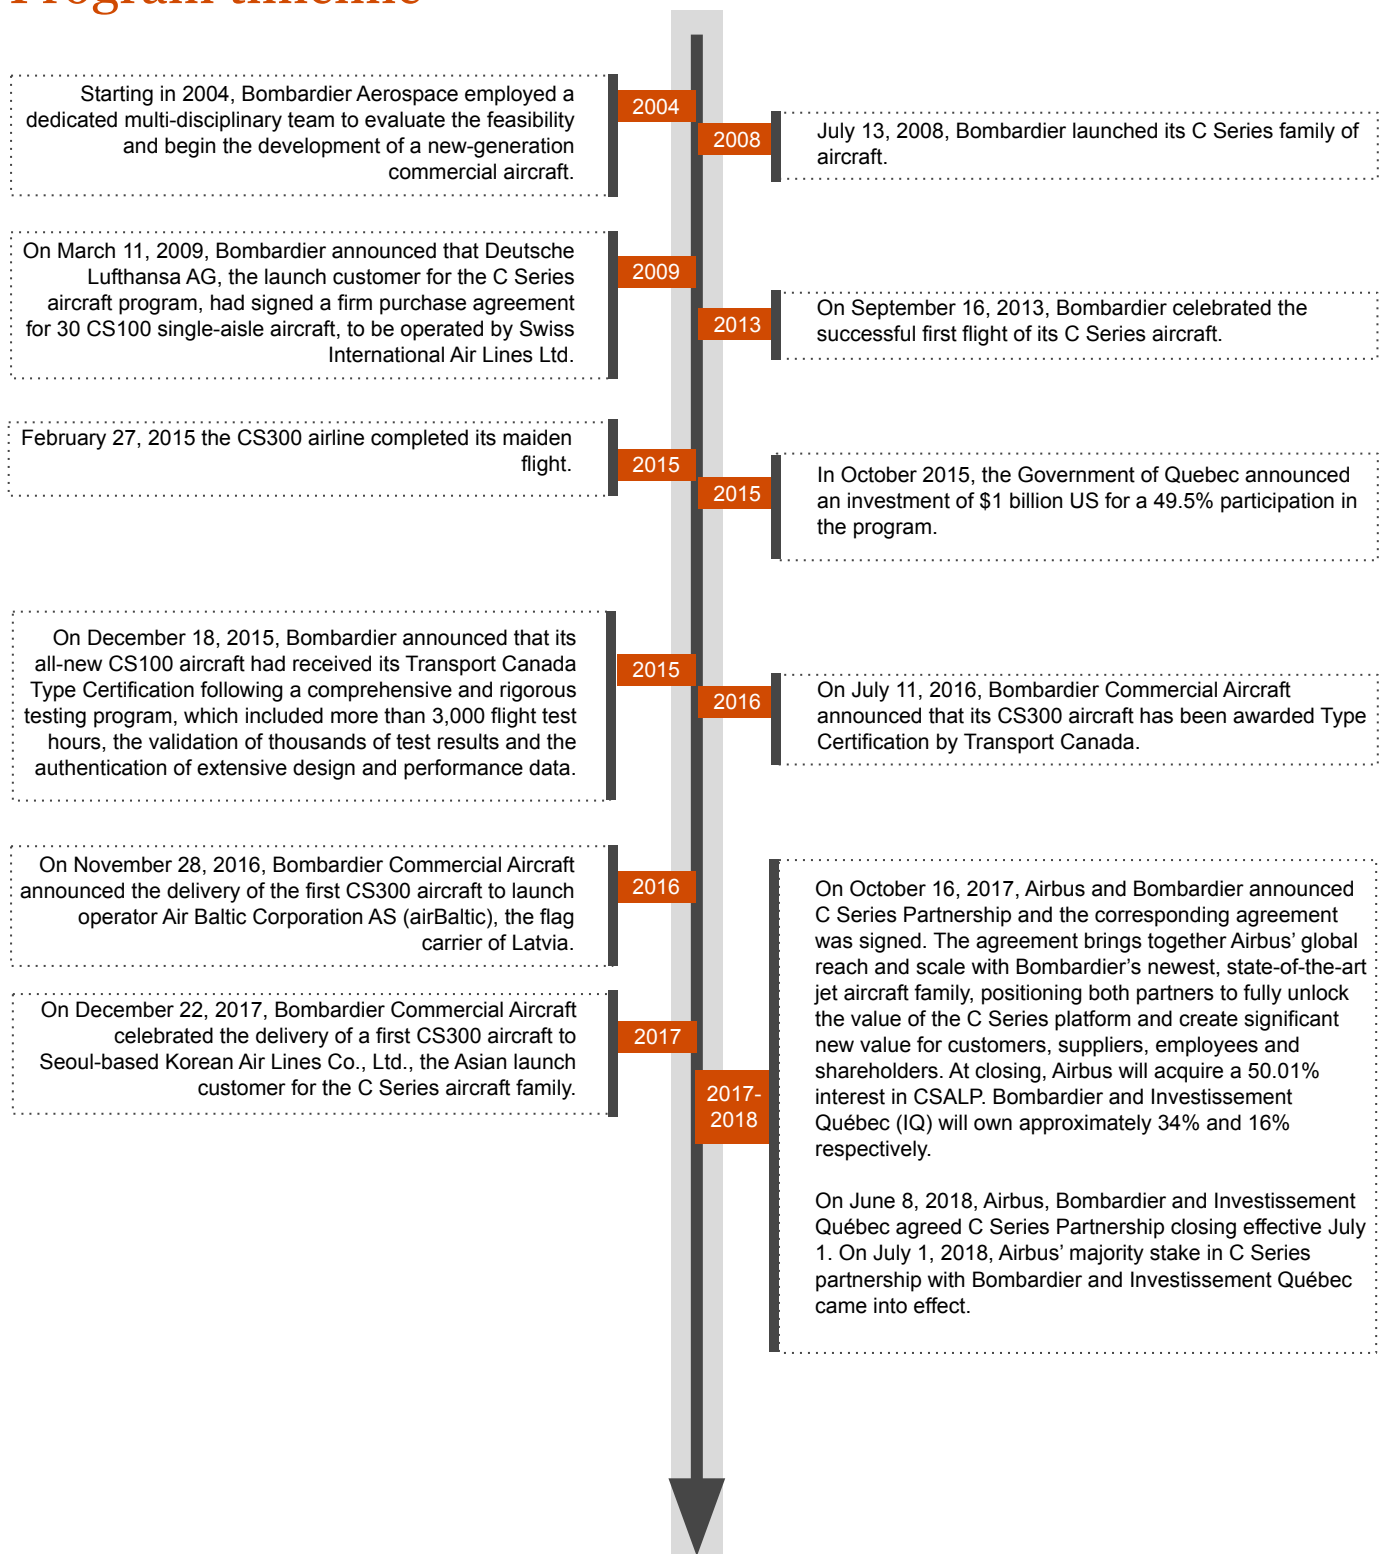 Program timeline
Starting in 2004, Bombardier Aerospace employed a
dedicated multi-disciplinary team to evaluate the feasibility
and begin the development of a new-generation
commercial aircraft.
2004
2008
July 13, 2008, Bombardier launched its C Series family of
aircraft.
On March 11, 2009, Bombardier announced that Deutsche
Lufthansa AG, the launch customer for the C Series
aircraft program, had signed a firm purchase agreement
for 30 CS100 single-aisle aircraft, to be operated by Swiss
International Air Lines Ltd.
2009
2013
On September 16, 2013, Bombardier celebrated the
successful first flight of its C Series aircraft.
February 27, 2015 the CS300 airline completed its maiden
flight.
2015
2015
In October 2015, the Government of Quebec announced
an investment of $1 billion US for a 49.5% participation in
the program.
On December 18, 2015, Bombardier announced that its
all-new CS100 aircraft had received its Transport Canada
Type Certification following a comprehensive and rigorous
testing program, which included more than 3,000 flight test
hours, the validation of thousands of test results and the
authentication of extensive design and performance data.
2015
2016
On July 11, 2016, Bombardier Commercial Aircraft
announced that its CS300 aircraft has been awarded Type
Certification by Transport Canada.
On November 28, 2016, Bombardier Commercial Aircraft
announced the delivery of the first CS300 aircraft to launch
operator Air Baltic Corporation AS (airBaltic), the flag
carrier of Latvia.
2016
On December 22, 2017, Bombardier Commercial Aircraft
celebrated the delivery of a first CS300 aircraft to
Seoul-based Korean Air Lines Co., Ltd., the Asian launch
customer for the C Series aircraft family.
2017
2017-
2018
On October 16, 2017, Airbus and Bombardier announced
C Series Partnership and the corresponding agreement
was signed. The agreement brings together Airbus’ global
reach and scale with Bombardier’s newest, state-of-the-art
jet aircraft family, positioning both partners to fully unlock
the value of the C Series platform and create significant
new value for customers, suppliers, employees and
shareholders. At closing, Airbus will acquire a 50.01%
interest in CSALP. Bombardier and Investissement
Québec (IQ) will own approximately 34% and 16%
respectively.
On June 8, 2018, Airbus, Bombardier and Investissement
Québec agreed C Series Partnership closing effective July
1. On July 1, 2018, Airbus’ majority stake in C Series
partnership with Bombardier and Investissement Québec
came into effect.